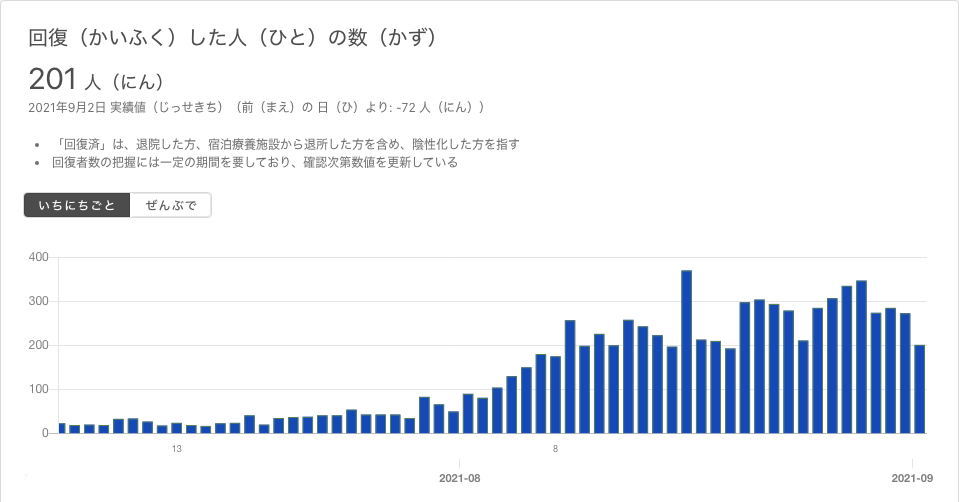 回復（かいふく）した人（ひと）の数（かず）
201 人（にん）
2021年9月2日 実績値（じっせきち）（前（まえ）の 日（ひ）より: -72 人（にん））
• 「回復済」は、退院した方、宿泊療養施設から退所した方を含め、陰性化した方を指す
• 回復者数の把握には一定の期間を要しており、確認次第数値を更新している
いちにちごと ぜんぶで
400
300
200
100
0
13 8
2021-08 2021-09